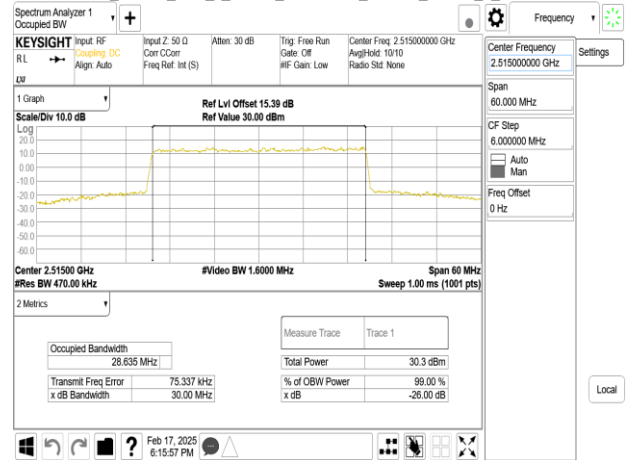 Spectrum Analyzer 1
Occupied BW
Frequency
KEYSIGHT
Input: RF
Coupling: DC
Align: Auto
Input Z: 50 Ω
Corr CCorr
Freq Ref: Int (S)
Atten: 30 dB
Trig: Free Run
Gate: Off
#IF Gain: Low
Center Freq: 2.515000000 GHz
Avg|Hold: 10/10
Radio Std: None
RL
LXI
Center Frequency
2.515000000 GHz
Settings
Span
60.000 MHz
CF Step
6.000000 MHz
Auto
Man
Freq Offset
0 Hz
Local
1 Graph
Scale/Div 10.0 dB
Ref Lvl Offset 15.39 dB
Ref Value 30.00 dBm
Log
20.0
10.0
0.00
-10.0
-20.0
-30.0
-40.0
-50.0
-60.0
Center 2.51500 GHz
#Video BW 1.6000 MHz
Span 60 MHz
#Res BW 470.00 kHz
Sweep 1.00 ms (1001 pts)
2 Metrics
Measure Trace Trace 1
Occupied Bandwidth
28.635 MHz
Total Power 30.3 dBm
Transmit Freq Error 75.337 kHz
% of OBW Power 99.00 %
x dB Bandwidth 30.00 MHz
x dB -26.00 dB
Feb 17, 2025
6:15:57 PM